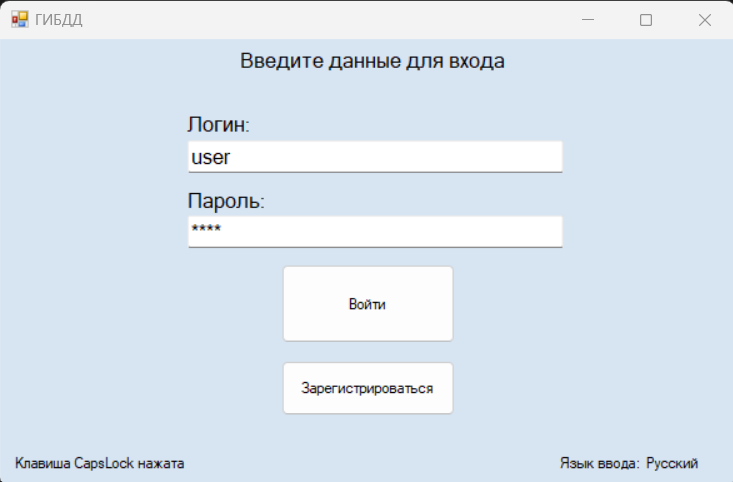 ГИБДД
Введите данные для входа
Логин:
user
Пароль:
****
Войти
Зарегистрироваться
Клавиша CapsLock нажата
Язык ввода: Русский